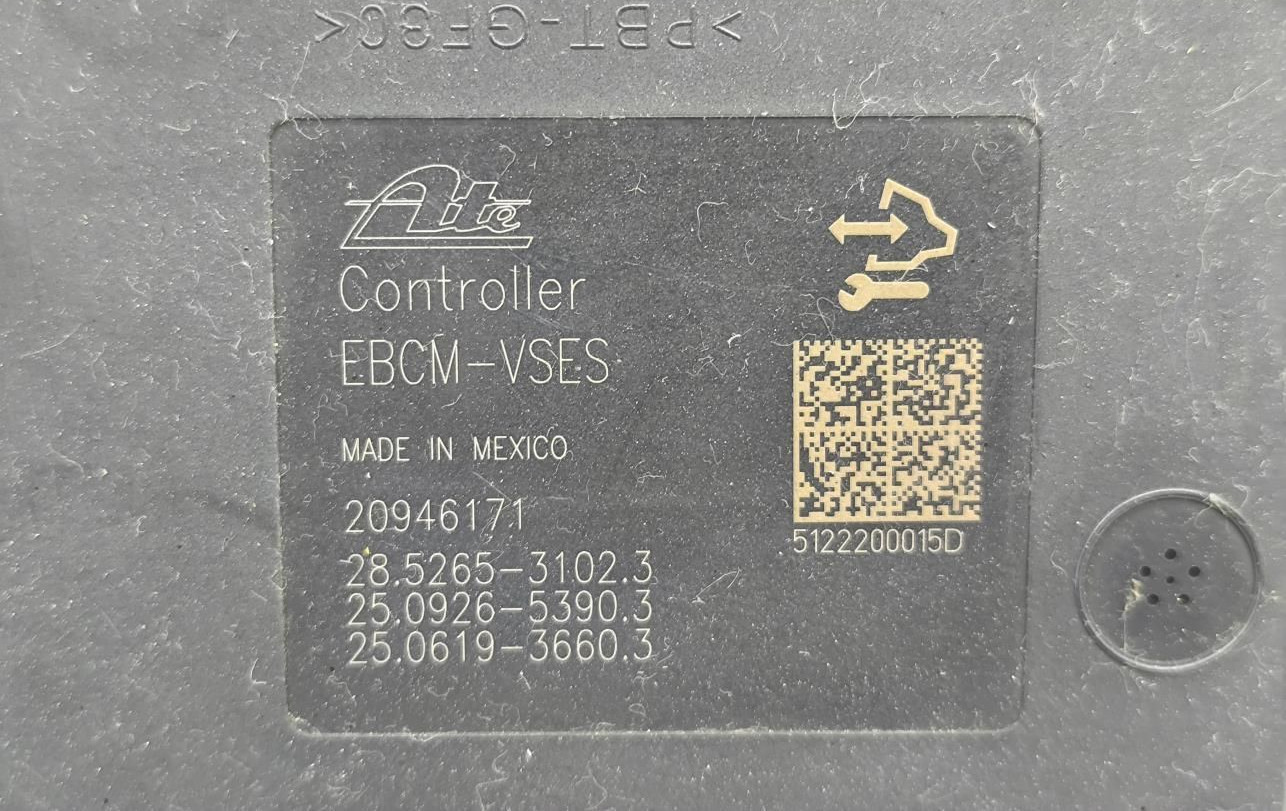 >PBT-GF30<
Ate
Controller
EBCM-VSES
MADE IN MEXICO
20946171
28.5265-3102.3
25.0926-5390.3
25.0619-3660.3
5122200015D